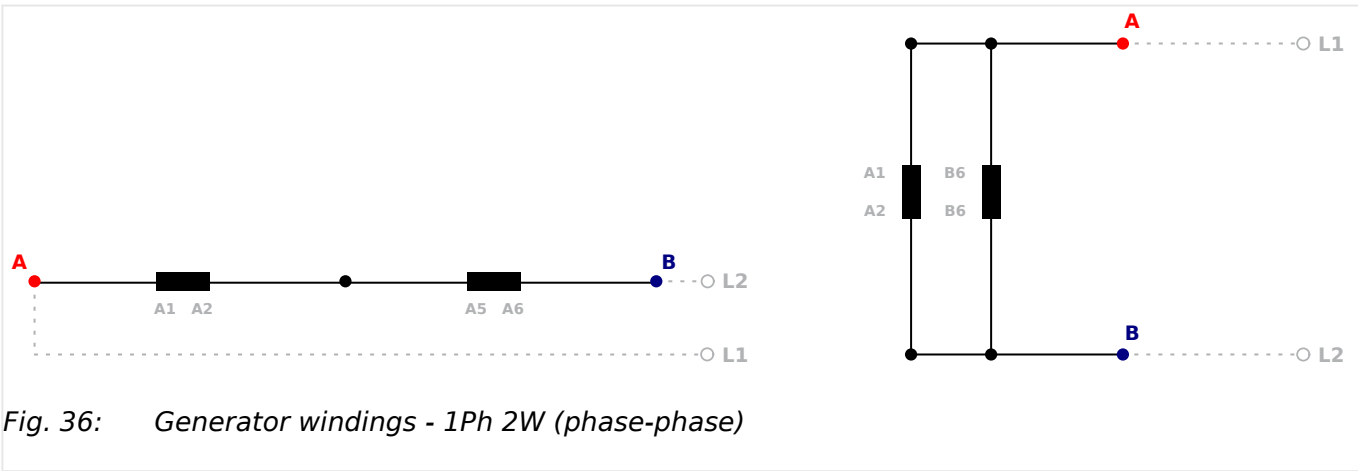 A
B
L2
A1 A2
A5 A6
L1
A
L1
A1 B6
A2 B6
B
L2
Fig. 36: Generator windings - 1Ph 2W (phase-phase)